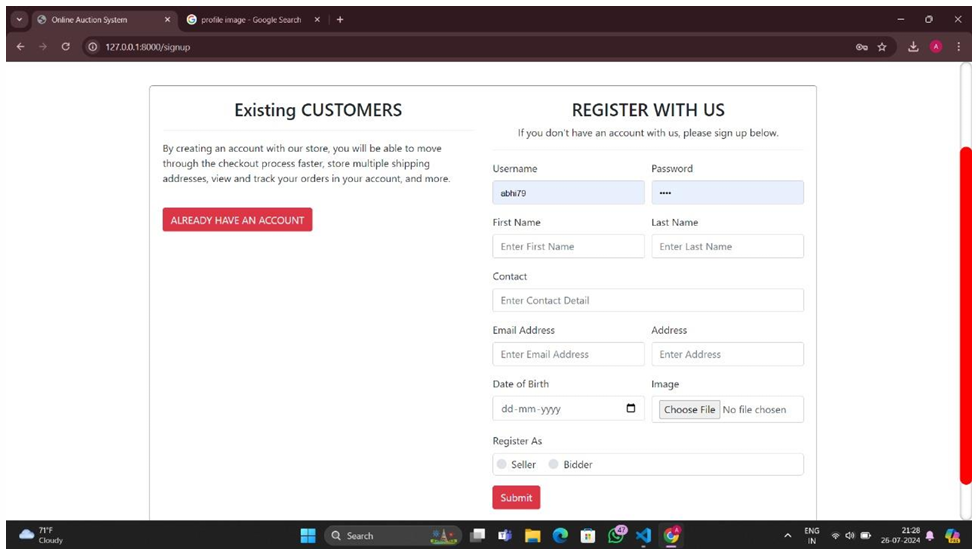 Online Auction System
profile image - Google Search
127.0.0.1:8000/signup
Existing CUSTOMERS
By creating an account with our store, you will be able to move
through the checkout process faster, store multiple shipping
addresses, view and track your orders in your account, and more.
ALREADY HAVE AN ACCOUNT
REGISTER WITH US
If you don't have an account with us, please sign up below.
Username Password
abhi79 ••••
First Name Last Name
Enter First Name Enter Last Name
Contact
Enter Contact Detail
Email Address Address
Enter Email Address Enter Address
Date of Birth Image
dd-mm-yyyy Choose File No file chosen
Register As
Seller Bidder
Submit
71°F
Cloudy
Search
47
ENG
IN
21:28
26-07-2024